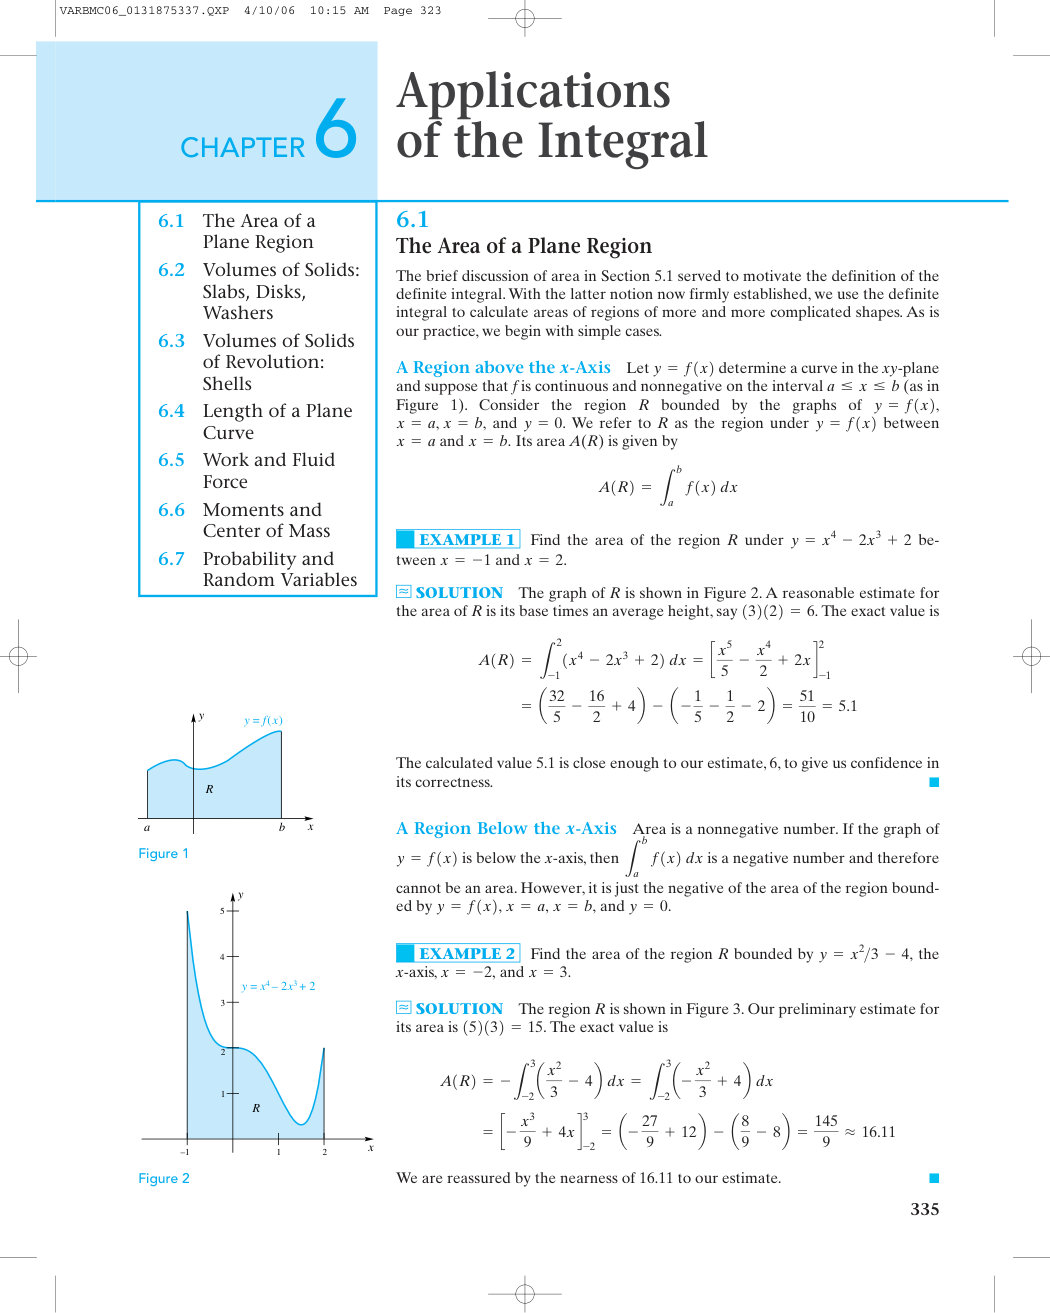 VARBMC06_0131875337.QXP 4/10/06 10:15 AM Page 323
CHAPTER 6
Applications
of the Integral
6.1 The Area of a
Plane Region
6.2 Volumes of Solids:
Slabs, Disks,
Washers
6.3 Volumes of Solids
of Revolution:
Shells
6.4 Length of a Plane
Curve
6.5 Work and Fluid
Force
6.6 Moments and
Center of Mass
6.7 Probability and
Random Variables
6.1
The Area of a Plane Region
The brief discussion of area in Section 5.1 served to motivate the definition of the
definite integral. With the latter notion now firmly established, we use the definite
integral to calculate areas of regions of more and more complicated shapes. As is
our practice, we begin with simple cases.
A Region above the x-Axis Let y = f(x) determine a curve in the xy-plane
and suppose that f is continuous and nonnegative on the interval a ≤ x ≤ b (as in
Figure 1). Consider the region R bounded by the graphs of y = f(x),
x = a, x = b, and y = 0. We refer to R as the region under y = f(x) between
x = a and x = b. Its area A(R) is given by
A(R) = ∫_a^b f(x) dx
EXAMPLE 1 Find the area of the region R under y = x⁴ − 2x³ + 2 be-
tween x = −1 and x = 2.
≈ SOLUTION The graph of R is shown in Figure 2. A reasonable estimate for
the area of R is its base times an average height, say (3)(2) = 6. The exact value is
A(R) = ∫_{−1}^2 (x⁴ − 2x³ + 2) dx = [x⁵/5 − x⁴/2 + 2x]_{−1}^2
= (32/5 − 16/2 + 4) − (−1/5 − 1/2 − 2) = 51/10 = 5.1
The calculated value 5.1 is close enough to our estimate, 6, to give us confidence in
its correctness.
A Region Below the x-Axis Area is a nonnegative number. If the graph of
y = f(x) is below the x-axis, then ∫_a^b f(x) dx is a negative number and therefore
cannot be an area. However, it is just the negative of the area of the region bound-
ed by y = f(x), x = a, x = b, and y = 0.
EXAMPLE 2 Find the area of the region R bounded by y = x²/3 − 4, the
x-axis, x = −2, and x = 3.
≈ SOLUTION The region R is shown in Figure 3. Our preliminary estimate for
its area is (5)(3) = 15. The exact value is
A(R) = −∫_{−2}^3 (x²/3 − 4) dx = ∫_{−2}^3 (−x²/3 + 4) dx
= [−x³/9 + 4x]_{−2}^3 = (−27/9 + 12) − (8/9 − 8) = 145/9 ≈ 16.11
We are reassured by the nearness of 16.11 to our estimate.
335
y
y = f(x)
R
a b x
Figure 1
y
5
4
y = x⁴ − 2x³ + 2
3
2
1
R
−1 1 2 x
Figure 2